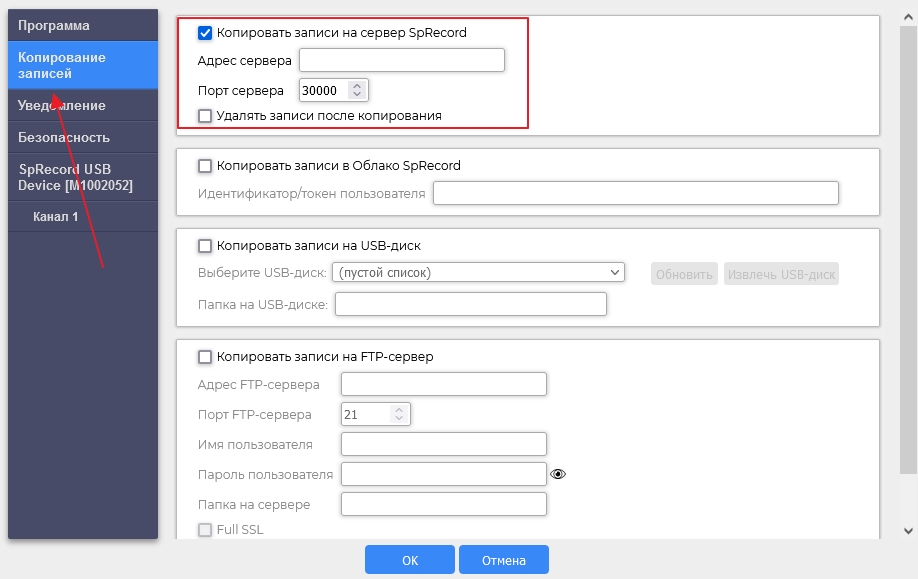 Программа
Копирование
записей
Уведомление
Безопасность
SpRecord USB
Device [M1002052]
Канал 1
Копировать записи на сервер SpRecord
Адрес сервера
Порт сервера 30000
Удалять записи после копирования
Копировать записи в Облако SpRecord
Идентификатор/токен пользователя
Копировать записи на USB-диск
Выберите USB-диск: (пустой список) Обновить Извлечь USB-диск
Папка на USB-диске:
Копировать записи на FTP-сервер
Адрес FTP-сервера
Порт FTP-сервера 21
Имя пользователя
Пароль пользователя
Папка на сервере
Full SSL
OK Отмена